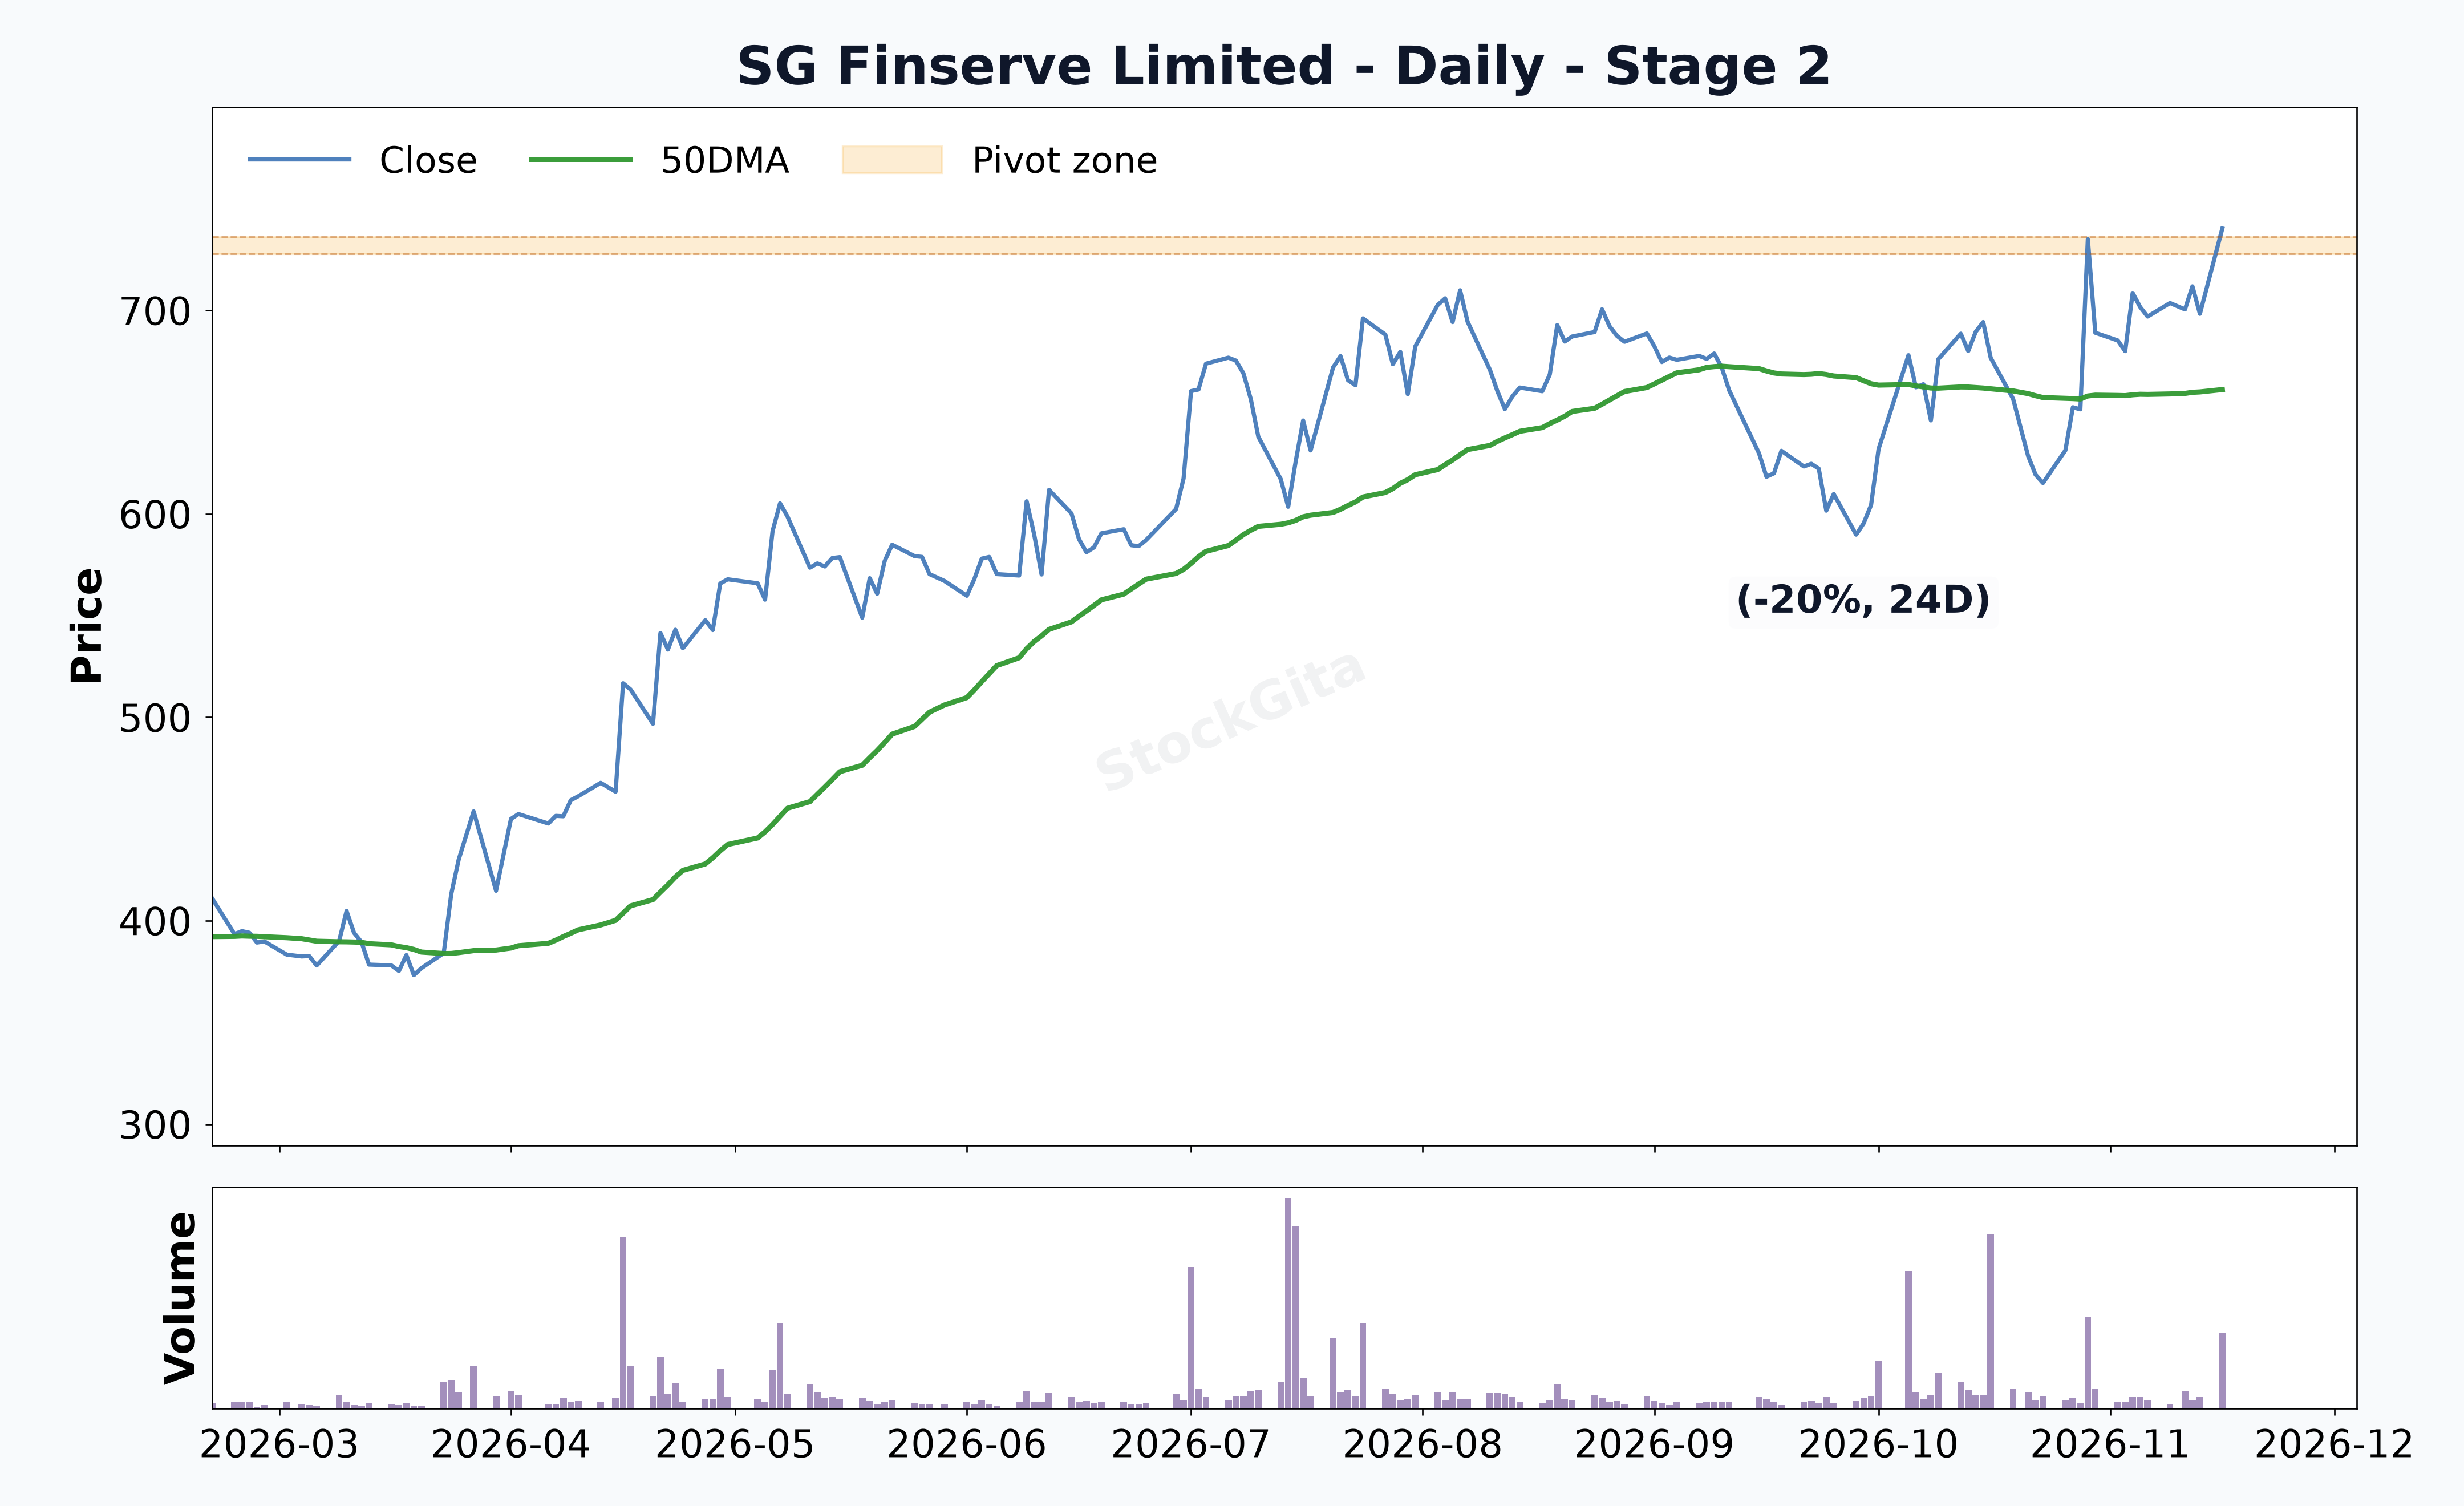 SG Finserve Limited - Daily - Stage 2
Close
50DMA
Pivot zone
Price
700
600
500
400
300
(-20%, 24D)
StockGita
Volume
2026-03
2026-04
2026-05
2026-06
2026-07
2026-08
2026-09
2026-10
2026-11
2026-12